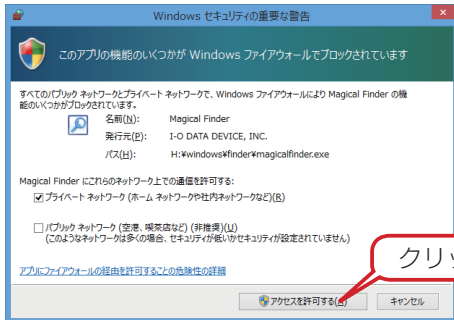 Windows セキュリティの重要な警告
このアプリの機能のいくつかが Windows ファイアウォールでブロックされています
すべてのパブリック ネットワークとプライベート ネットワークで、Windows ファイアウォールにより Magical Finder の機
能のいくつかがブロックされています。
名前(N): Magical Finder
発行元(P): I-O DATA DEVICE, INC.
パス(H): H:¥windows¥finder¥magicalfinder.exe
Magical Finder にこれらのネットワーク上での通信を許可する:
プライベート ネットワーク (ホーム ネットワークや社内ネットワークなど)(R)
パブリック ネットワーク (空港、喫茶店など) (非推奨)(U)
(このようなネットワークは多くの場合、セキュリティが低いかセキュリティが設定されていません)
アプリにファイアウォールの経由を許可することの危険性の詳細
クリッ
アクセスを許可する(A) キャンセル